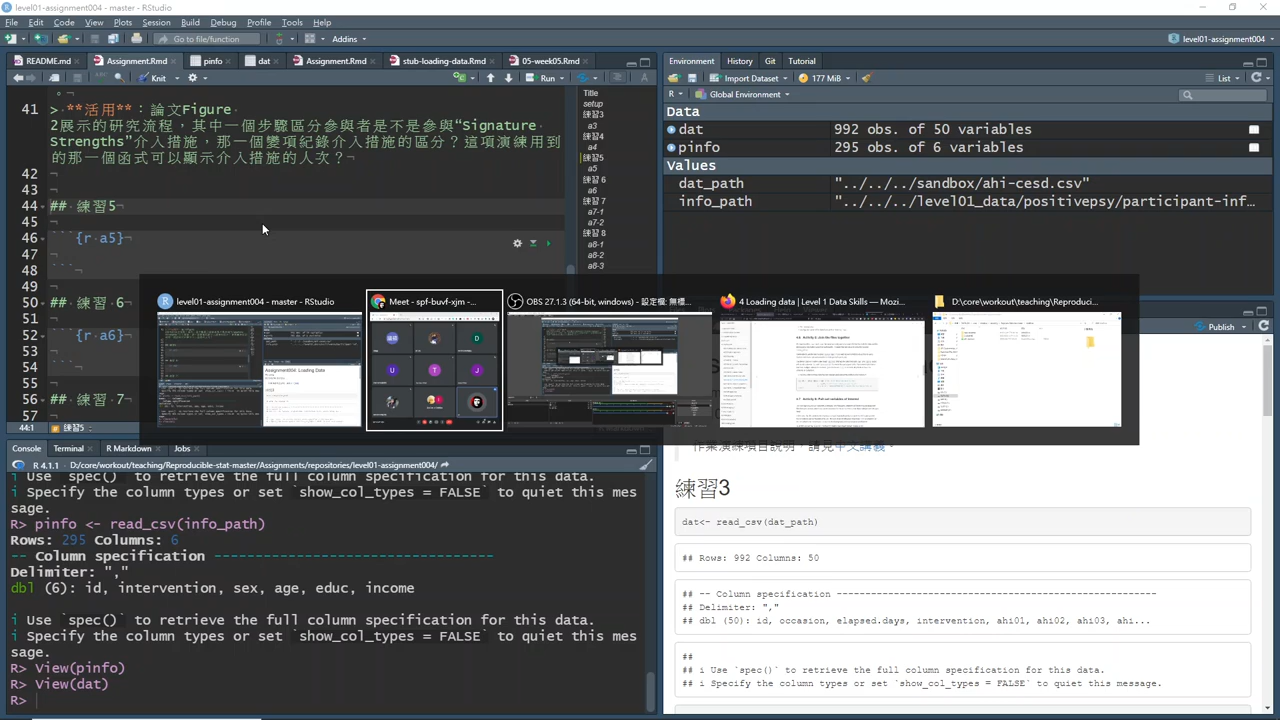 level01-assignment004 - master - RStudio
File Edit Code View Plots Session Build Debug Profile Tools Help
Go to file/function
Addins
level01-assignment004
README.md Assignment.Rmd pinfo dat Assignment.Rmd stub-loading-data.Rmd 05-week05.Rmd
Knit
Run
41 > **活用**：論文Figure
2展示的研究流程，其中一個步驟區分參與者是不是參與“Signature
Strengths”介入措施，那一個變項紀錄介入措施的區分？這項演練用到
的那一個函式可以顯示介入措施的人次？
42
43
44 ## 練習5
45
46 ```{r a5}
47
48 ```
49
50 ## 練習 6
51
52 ```{r a6}
53
54
55
56 ## 練習 7
57
練習5
Title
setup
練習3
a3
練習4
a4
練習5
a5
練習 6
a6
練習 7
a7-1
a7-2
練習 8
a8-1
a8-2
a8-3
Environment History Git Tutorial
Import Dataset 177 MiB List
R Global Environment
Data
dat 992 obs. of 50 variables
pinfo 295 obs. of 6 variables
Values
dat_path "../../../sandbox/ahi-cesd.csv"
info_path "../../../level01_data/positivepsy/participant-inf...
level01-assignment004 - master - RStudio
Meet - spf-buvf-xjm -...
OBS 27.1.3 (64-bit, windows) - 設定檔: 無標...
4 Loading data | Level 1 Data Skills — Mozi...
D:\core\workout\teaching\Reproduci...
Publish
Console Terminal R Markdown Jobs
R 4.1.1 · D:/core/workout/teaching/Reproducible-stat-master/Assignments/repositories/level01-assignment004/
i Use `spec()` to retrieve the full column specification for this data.
i Specify the column types or set `show_col_types = FALSE` to quiet this mes
sage.
R> pinfo <- read_csv(info_path)
Rows: 295 Columns: 6
-- Column specification --------------------------------
Delimiter: ","
dbl (6): id, intervention, sex, age, educ, income
i Use `spec()` to retrieve the full column specification for this data.
i Specify the column types or set `show_col_types = FALSE` to quiet this mes
sage.
R> View(pinfo)
R> View(dat)
R>
作業演練項目說明，請見中文講義。
練習3
dat<- read_csv(dat_path)
## Rows: 992 Columns: 50
## -- Column specification --------------------------------------------------------
## Delimiter: ","
## dbl (50): id, occasion, elapsed.days, intervention, ahi01, ahi02, ahi03, ahi...
##
## i Use `spec()` to retrieve the full column specification for this data.
## i Specify the column types or set `show_col_types = FALSE` to quiet this message.